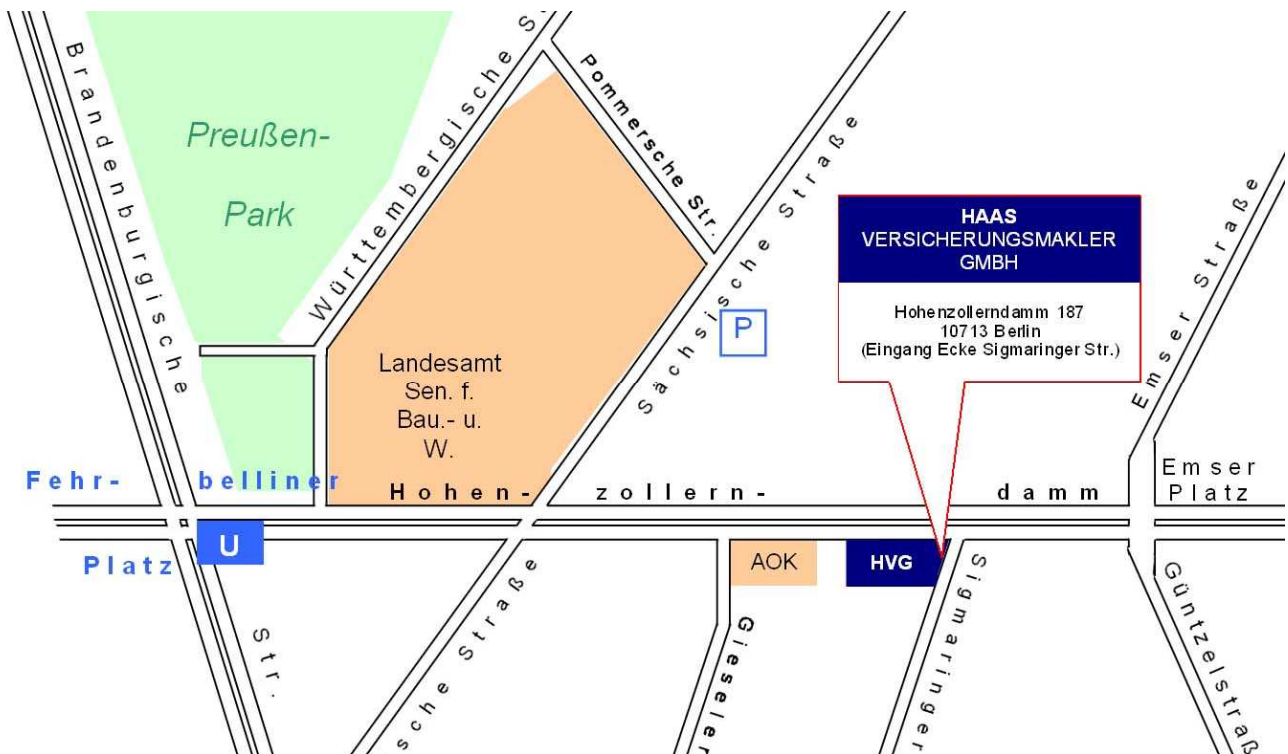 Brandenburgische
Preußen-
Park
Württembergische S
Pommersche Str.
Sächsische Straße
HAAS
VERSICHERUNGSMAKLER
GMBH
Hohenzollerndamm 187
10713 Berlin
(Eingang Ecke Sigmaringer Str.)
Emser Straße
P
Landesamt
Sen. f.
Bau.- u.
W.
Fehr- belliner
Hohen- zollern- damm
Emser
Platz
Platz
U
AOK
HVG
Str.
sche Straße
Gieseler
Sigmaringer
Güntzelstraß